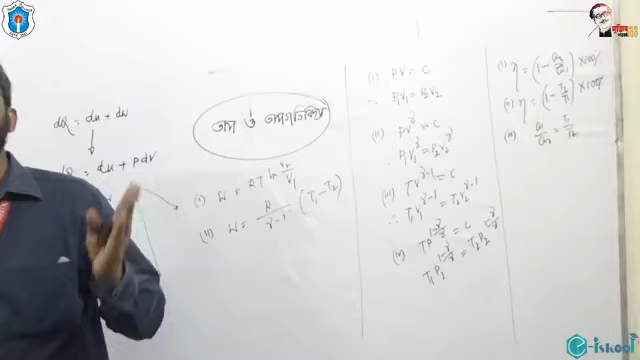 তাপ ও তাপগতিবিদ্যা
dQ = du + dw
= du + Pdv
(i) W = RT ln V₂/V₁
(ii) W = R/(γ-1) (T₁-T₂)
(i) PV = C
∴ P₁V₁ = P₂V₂
(ii) PV^γ = C
∴ P₁V₁^γ = P₂V₂^γ
(iii) TV^(γ-1) = C
∴ T₁V₁^(γ-1) = T₂V₂^(γ-1)
TP^((1-γ)/γ) = C
T₁P₁^((1-γ)/γ) = T₂P₂^((1-γ)/γ)
(i) η = (1 - Q₂/Q₁) × 100%
(ii) η = (1 - T₂/T₁) × 100%
(iii) Q₁/Q₂ = T₁/T₂
e-iskool